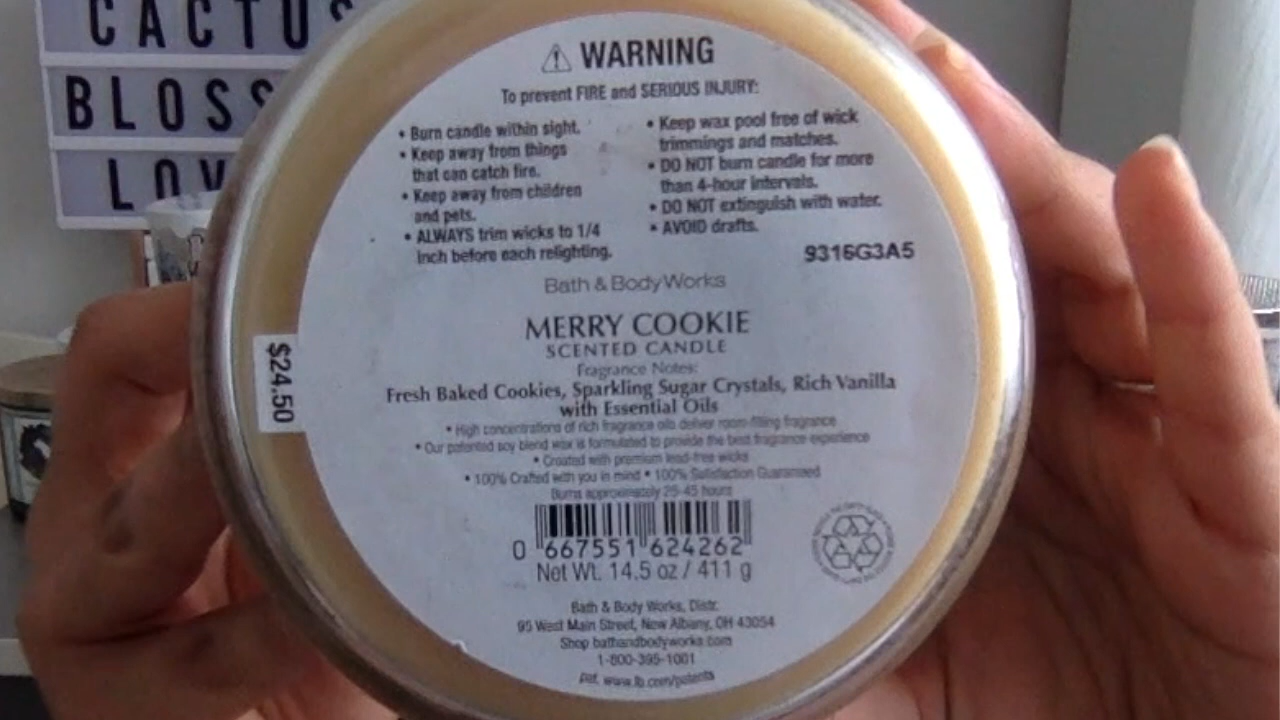 CACTUS
BLOSS
LOV
WARNING
To prevent FIRE and SERIOUS INJURY:
• Burn candle within sight.
• Keep away from things
that can catch fire.
• Keep away from children
and pets.
• ALWAYS trim wicks to 1/4
inch before each relighting.
• Keep wax pool free of wick
trimmings and matches.
• DO NOT burn candle for more
than 4-hour intervals.
• DO NOT extinguish with water.
• AVOID drafts.
9316G3A5
Bath & Body Works
MERRY COOKIE
SCENTED CANDLE
Fragrance Notes:
Fresh Baked Cookies, Sparkling Sugar Crystals, Rich Vanilla
with Essential Oils
• High concentrations of rich fragrance oils deliver room-filling fragrance
• Our patented soy blend wax is formulated to provide the best fragrance experience
• Created with premium lead-free wicks
• 100% Crafted with you in mind • 100% Satisfaction Guaranteed
Burns approximately 25-45 hours
0 667551 624262
Net Wt. 14.5 oz / 411 g
Bath & Body Works, Distr.
95 West Main Street, New Albany, OH 43054
Shop bathandbodyworks.com
1-800-395-1001
pat. www.lb.com/patents
$24.50